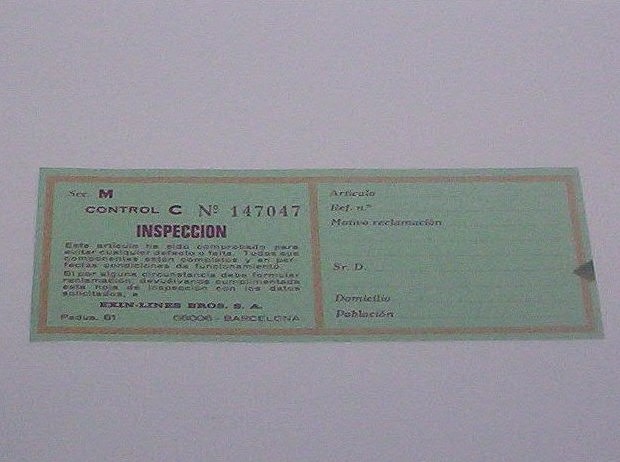 Sec. M
CONTROL C Nº 147047
INSPECCION
Este artículo ha sido comprobado para
evitar cualquier defecto o falta. Todos sus
componentes están completos y en per-
fectas condiciones de funcionamiento.
Si por alguna circunstancia debe formular
reclamación, devuélvanos cumplimentada
esta hoja de inspección con los datos
solicitados, a
EXIN-LINES BROS. S. A.
Padua, 61 08006 - BARCELONA
Artículo
Ref. n.º
Motivo reclamación
Sr. D.
Domicilio
Población